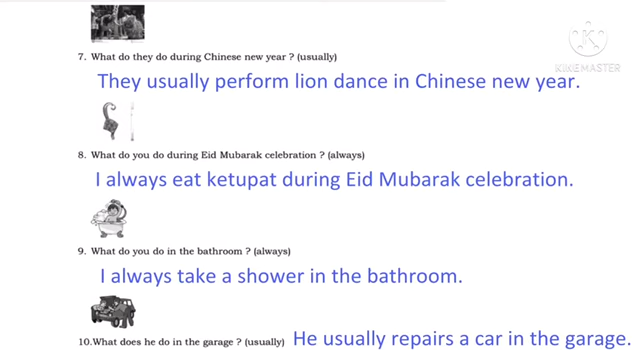 KINEMASTER
7. What do they do during Chinese new year ? (usually)
They usually perform lion dance in Chinese new year.
8. What do you do during Eid Mubarak celebration ? (always)
I always eat ketupat during Eid Mubarak celebration.
9. What do you do in the bathroom ? (always)
I always take a shower in the bathroom.
10.What does he do in the garage ? (usually) He usually repairs a car in the garage.